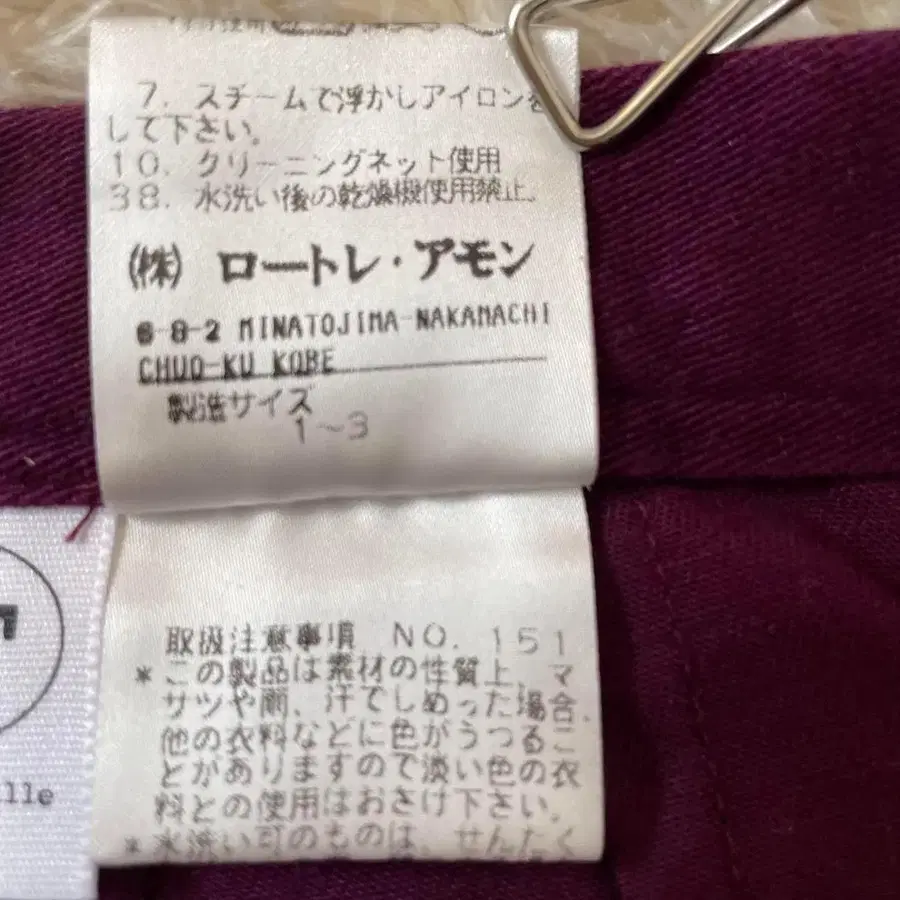 7. スチームで浮かしアイロンを
して下さい。
10. クリーニングネット使用
38. 水洗い後の乾燥機使用禁止。
(株) ロートレ・アモン
6-8-2 MINATOJIMA-NAKAMACHI
CHUO-KU KOBE
製造サイズ
1～3
取扱注意事項 NO. 151
* この製品は素材の性質上、マ
サツや雨、汗でしめった場合、
他の衣料などに色がうつるこ
とがありますので淡い色の衣
料との使用はおさけ下さい。
* 水洗い可のものは、せんたく
lle